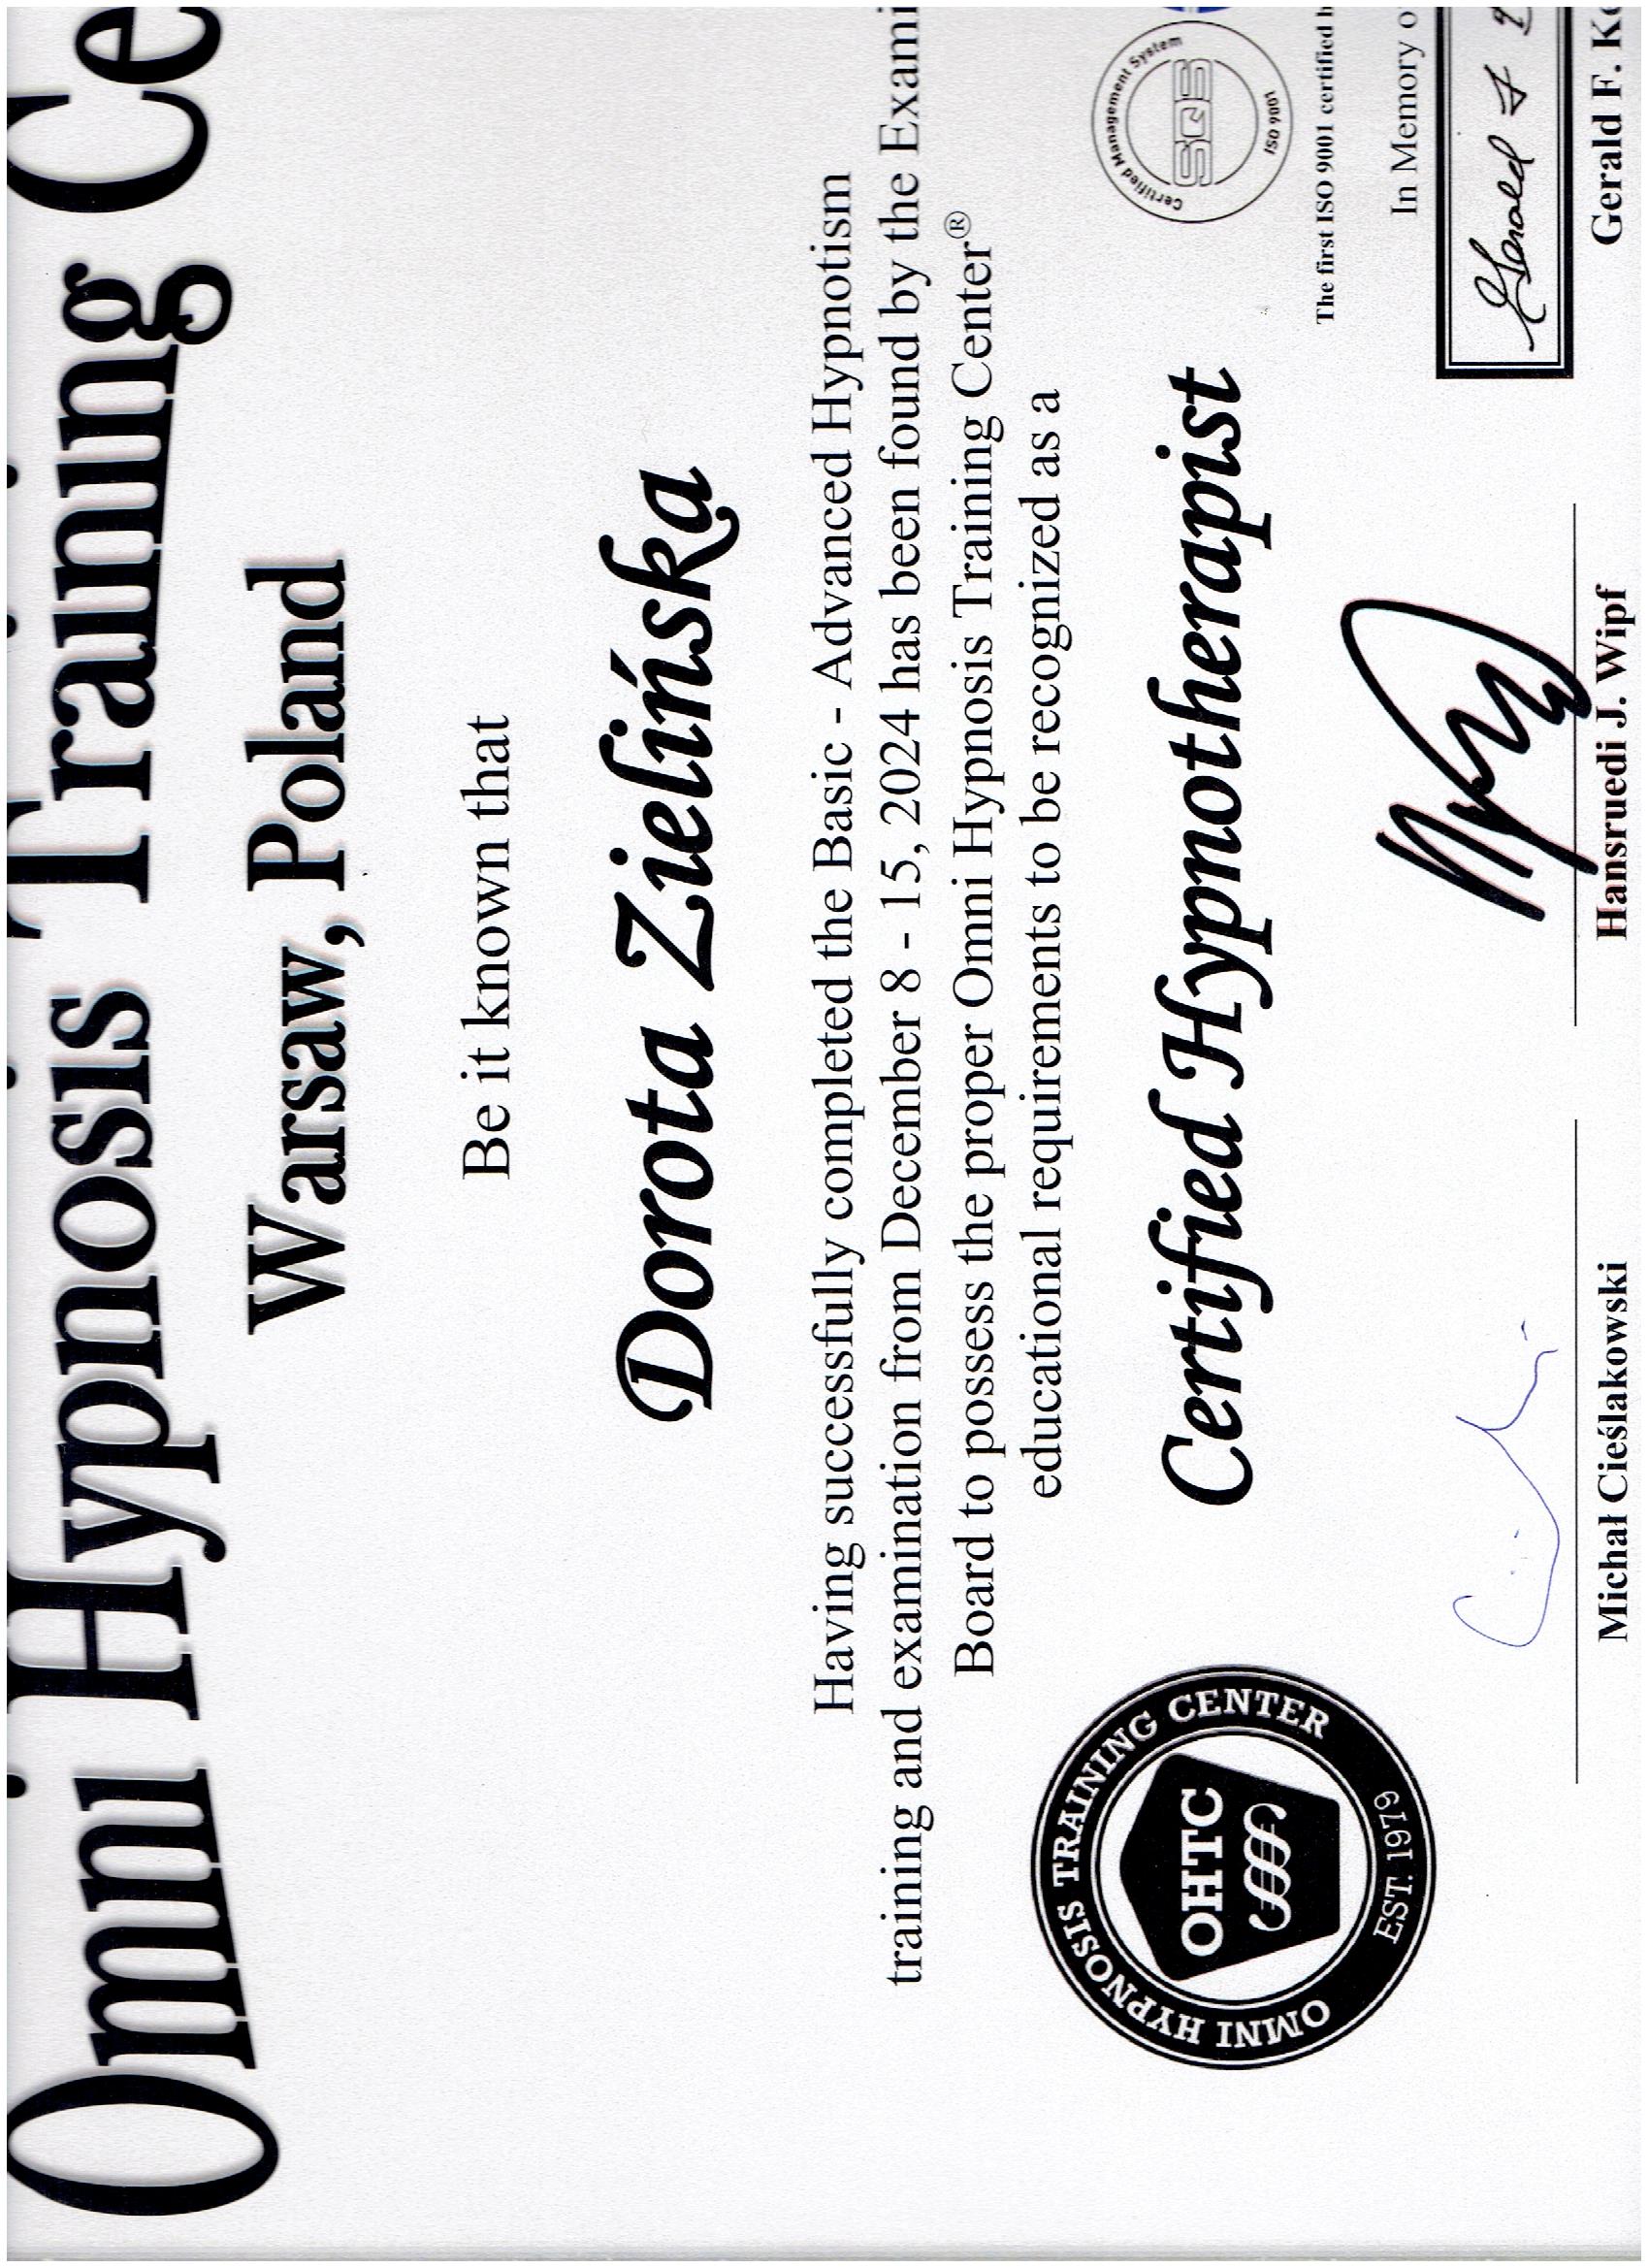 Omni Hypnosis Training Ce
Warsaw, Poland
Be it known that
Dorota Zielińska
Having successfully completed the Basic - Advanced Hypnotism
training and examination from December 8 - 15, 2024 has been found by the Exami
Board to possess the proper Omni Hypnosis Training Center®
educational requirements to be recognized as a
Certified Hypnotherapist
OMNI HYPNOSIS TRAINING CENTER
OHTC
EST. 1979
Certified Management System
SQS
ISO 9001
The first ISO 9001 certified h
In Memory o
Gerald F
Michał Cieślakowski
Hansruedi J. Wipf
Gerald F. Ke